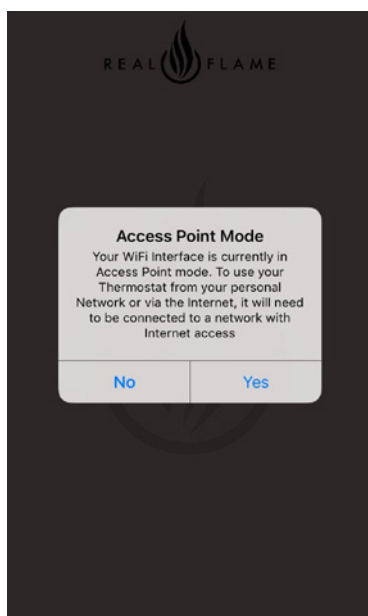 REAL FLAME
Access Point Mode
Your WiFi Interface is currently in
Access Point mode. To use your
Thermostat from your personal
Network or via the Internet, it will need
to be connected to a network with
Internet access
No Yes